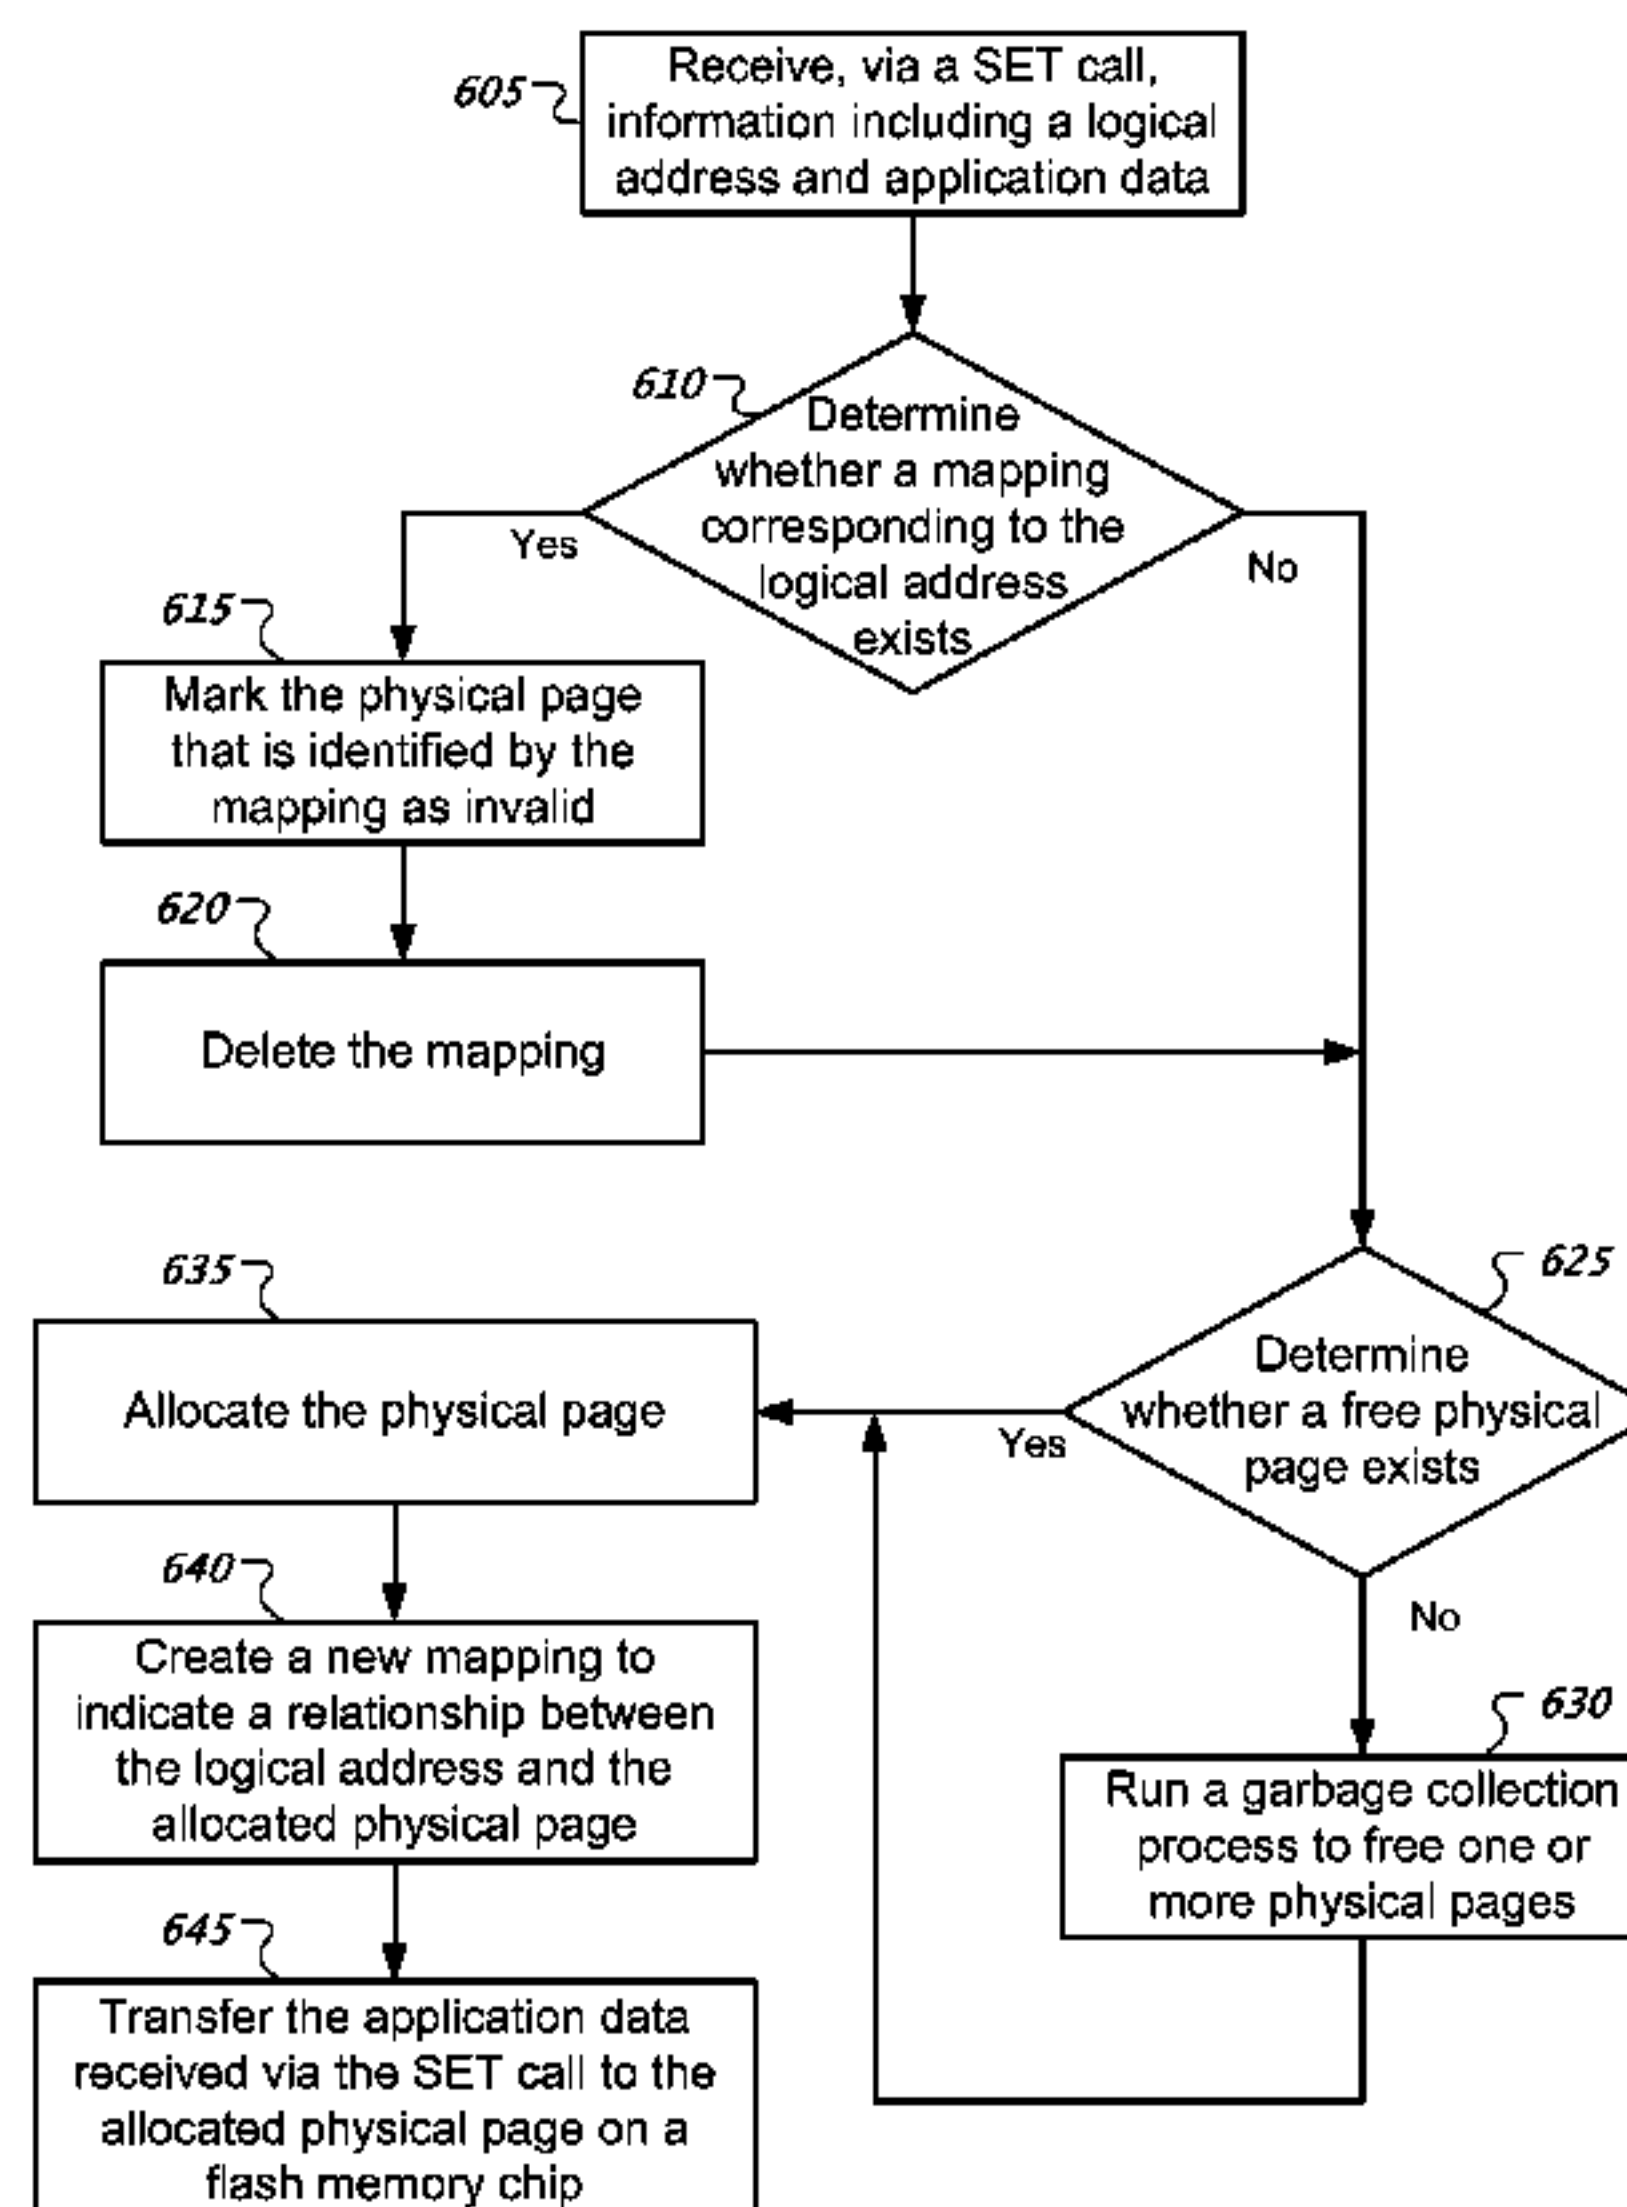 605
Receive, via a SET call,
information including a logical
address and application data
610
Determine
whether a mapping
corresponding to the
logical address
exists
Yes
No
615
Mark the physical page
that is identified by the
mapping as invalid
620
Delete the mapping
625
Determine
whether a free physical
page exists
Yes
No
630
Run a garbage collection
process to free one or
more physical pages
635
Allocate the physical page
640
Create a new mapping to
indicate a relationship between
the logical address and the
allocated physical page
645
Transfer the application data
received via the SET call to the
allocated physical page on a
flash memory chip